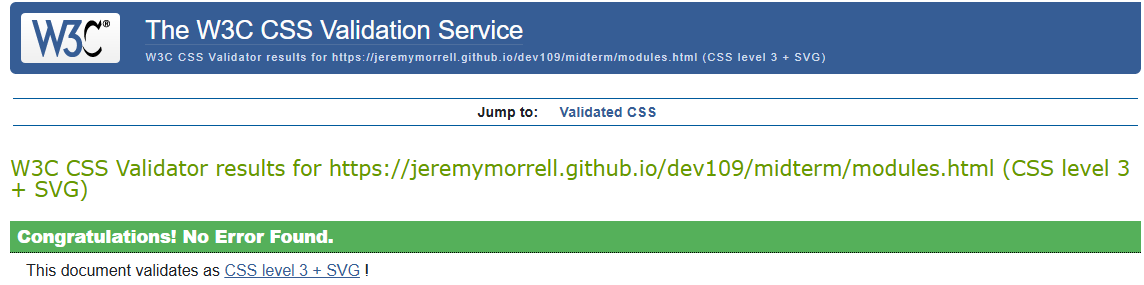 W3C®
The W3C CSS Validation Service
W3C CSS Validator results for https://jeremymorrell.github.io/dev109/midterm/modules.html (CSS level 3 + SVG)
Jump to: Validated CSS
W3C CSS Validator results for https://jeremymorrell.github.io/dev109/midterm/modules.html (CSS level 3
+ SVG)
Congratulations! No Error Found.
This document validates as CSS level 3 + SVG !